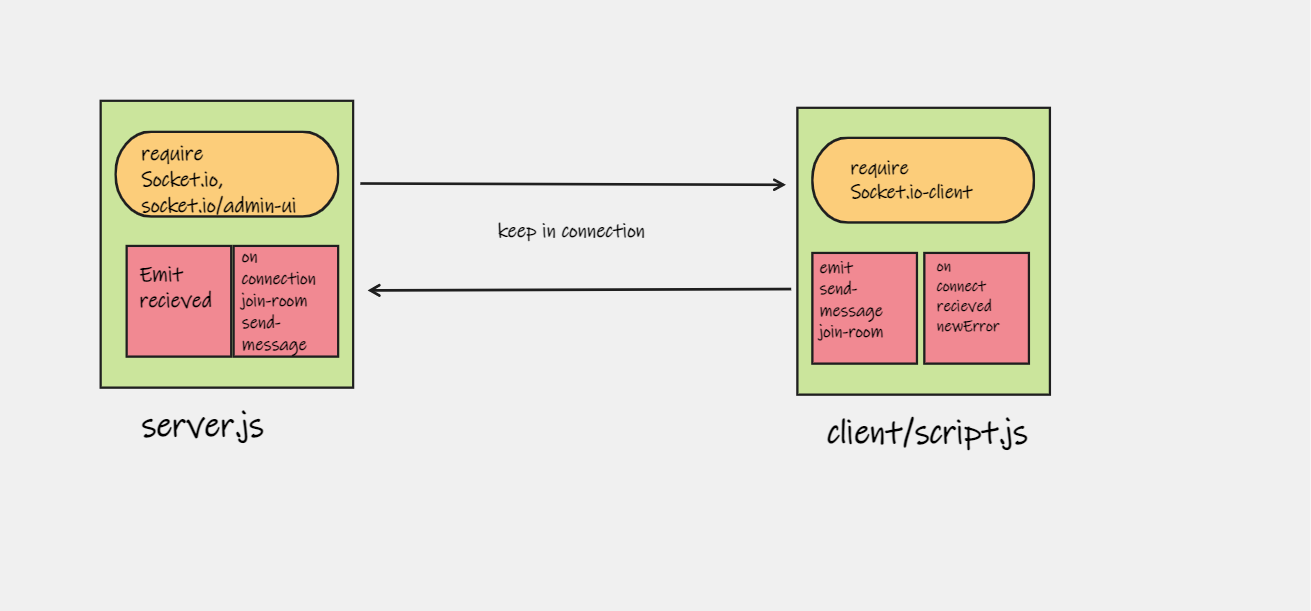 require
Socket.io,
socket.io/admin-ui
Emit
recieved
on
connection
join-room
send-
message
server.js
keep in connection
require
Socket.io-client
emit
send-
message
join-room
on
connect
recieved
newError
client/script.js